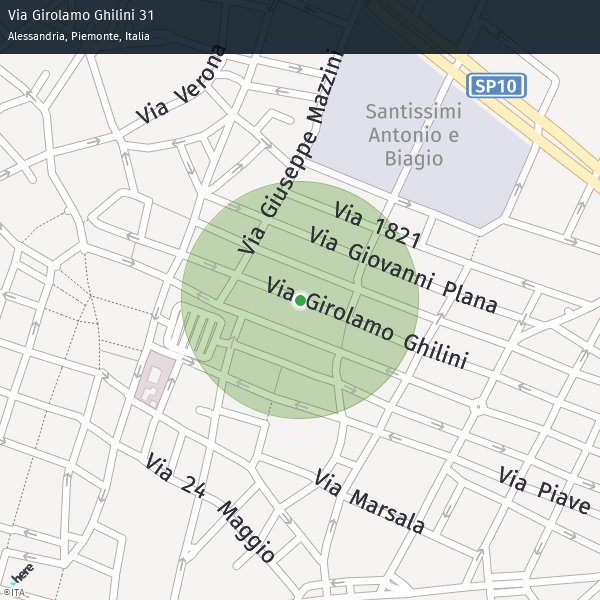 Via Girolamo Ghilini 31
Alessandria, Piemonte, Italia
Via Verona
Via Giuseppe Mazzini
SP10
Santissimi
Antonio e
Biagio
Via 1821
Via Giovanni Plana
Via Girolamo Ghilini
Via 24 Maggio
Via Marsala
Via Piave
here
©ITA